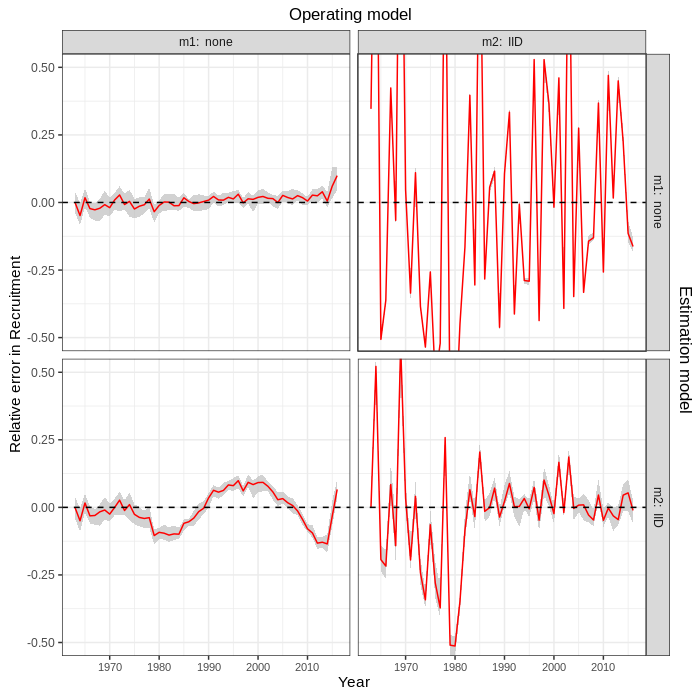 Operating model
m1: none
m2: IID
Relative error in Recruitment
0.50
0.25
0.00
-0.25
-0.50
m1: none
0.50
0.25
0.00
-0.25
-0.50
m2: IID
Estimation model
1970 1980 1990 2000 2010
1970 1980 1990 2000 2010
Year